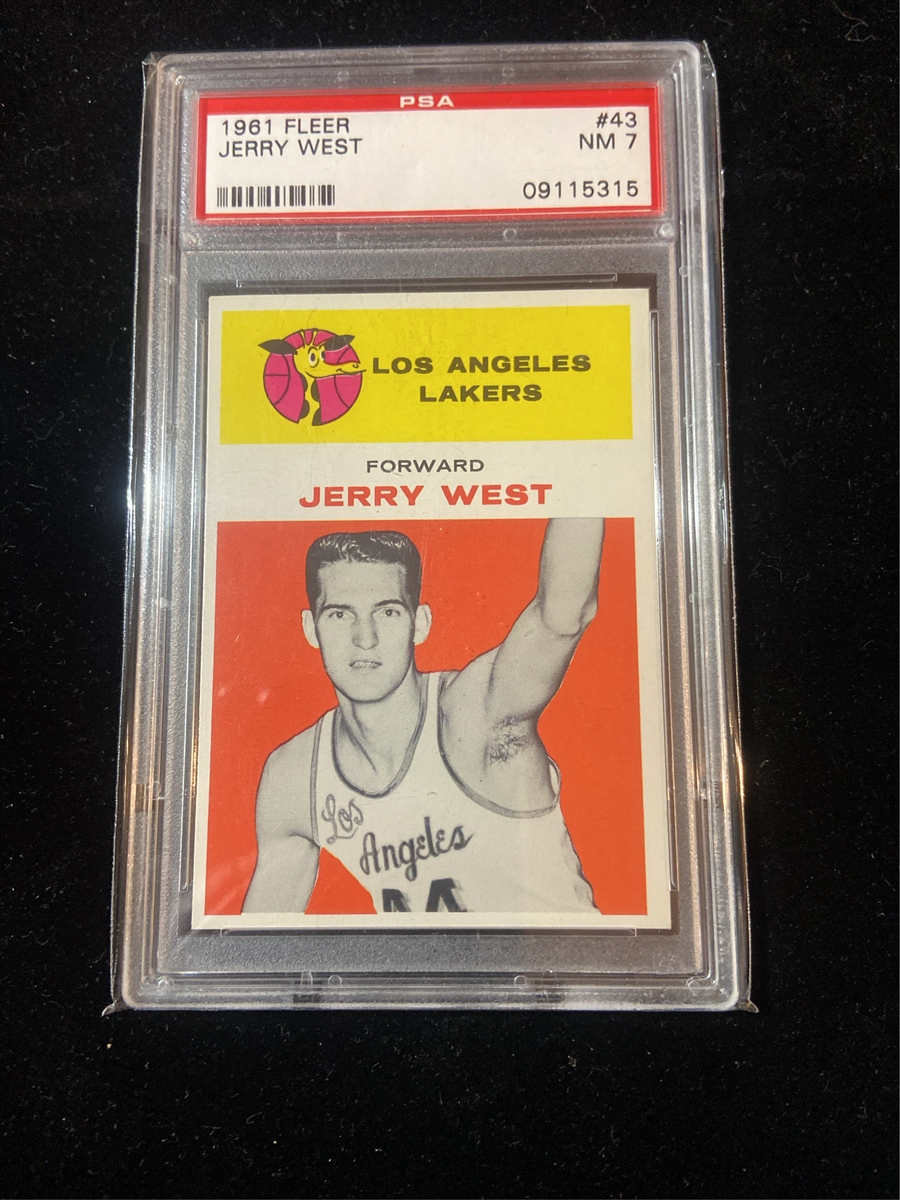 PSA
1961 FLEER #43
JERRY WEST NM 7
09115315
LOS ANGELES
LAKERS
FORWARD
JERRY WEST
Los
Angeles